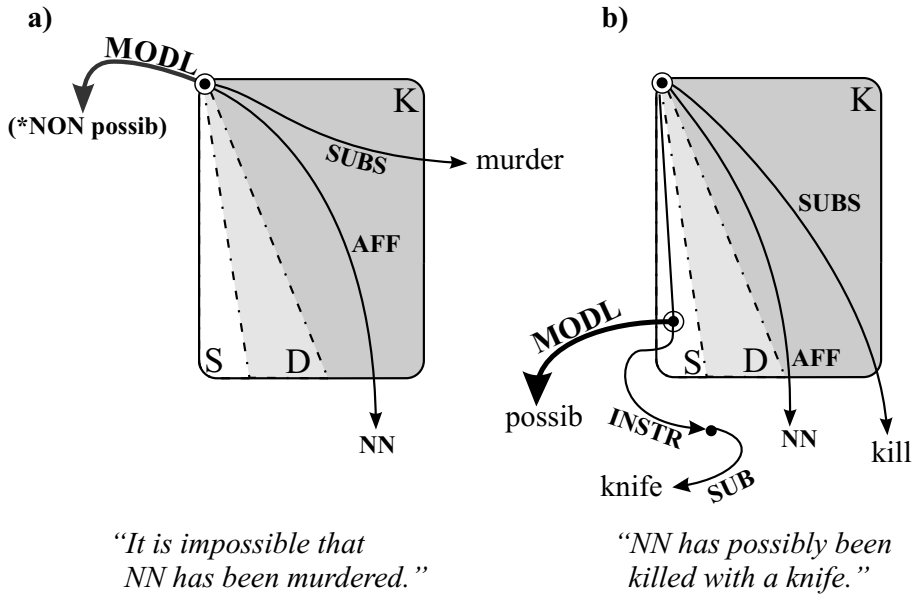 a)
MODL
(*NON possib)
K
SUBS
murder
AFF
S
D
NN
“It is impossible that
NN has been murdered.”
b)
K
SUBS
MODL
possib
S
D
AFF
INSTR
NN
kill
knife
SUB
“NN has possibly been
killed with a knife.”